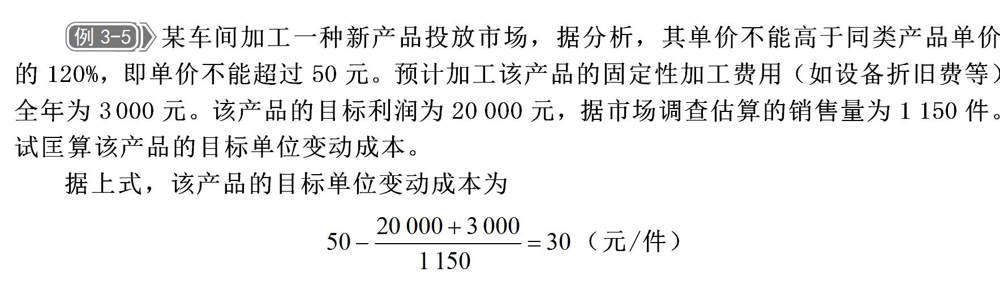 例 3-5 某车间加工一种新产品投放市场，据分析，其单价不能高于同类产品单价
的 120%，即单价不能超过 50 元。预计加工该产品的固定性加工费用（如设备折旧费等）
全年为 3 000 元。该产品的目标利润为 20 000 元，据市场调查估算的销售量为 1 150 件。
试匡算该产品的目标单位变动成本。
据上式，该产品的目标单位变动成本为
50 − \frac{20 000 + 3 000}{1 150} = 30（元/件）